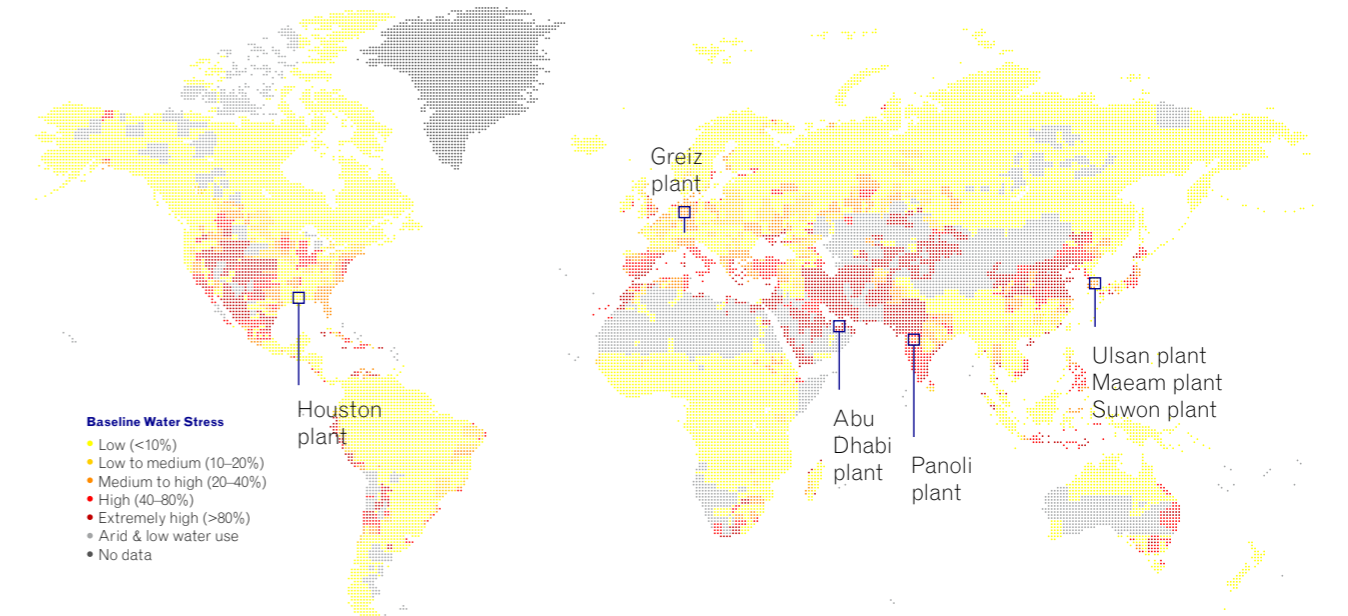 Greiz
plant
Houston
plant
Abu
Dhabi
plant
Panoli
plant
Ulsan plant
Maeam plant
Suwon plant
Baseline Water Stress
Low (<10%)
Low to medium (10–20%)
Medium to high (20–40%)
High (40–80%)
Extremely high (>80%)
Arid & low water use
No data